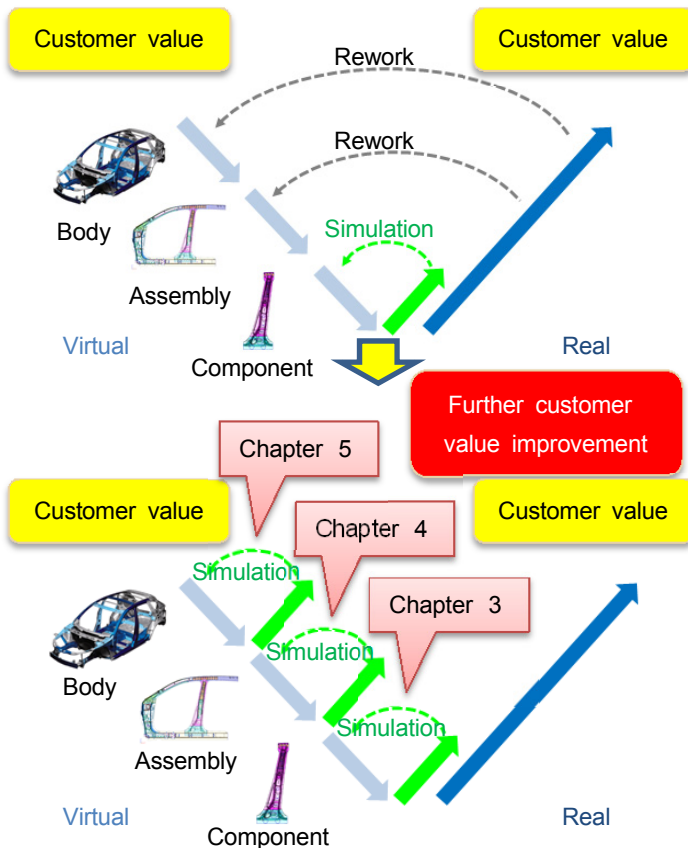 Customer value
Customer value
Rework
Rework
Simulation
Body
Assembly
Component
Virtual
Real
Further customer
value improvement
Chapter 5
Customer value
Customer value
Chapter 4
Simulation
Chapter 3
Simulation
Body
Simulation
Assembly
Component
Virtual
Real